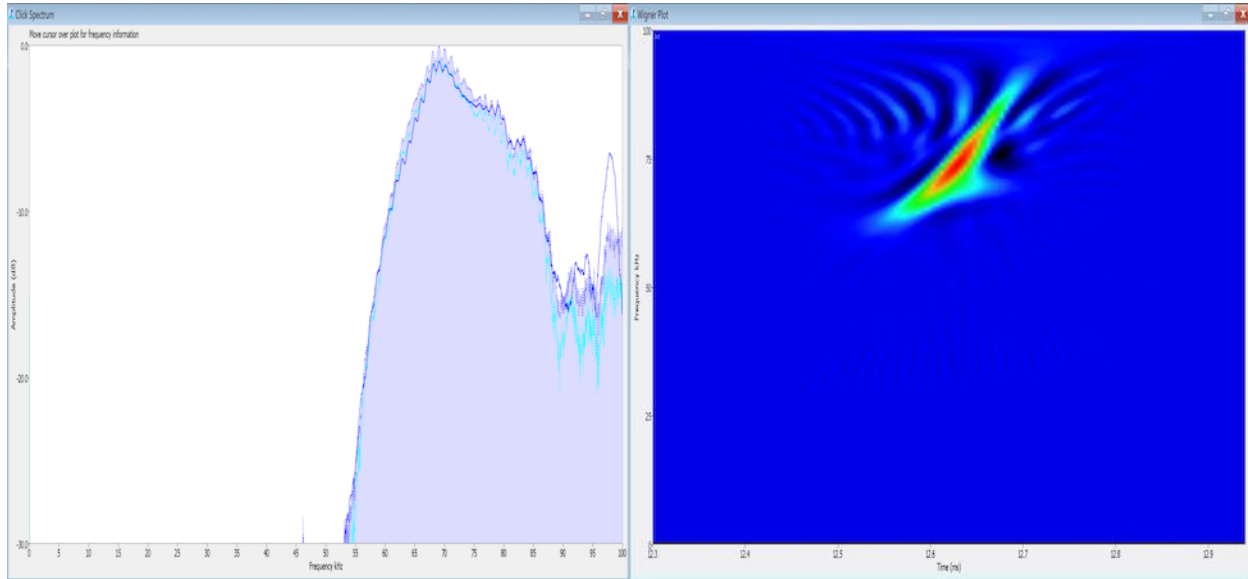 Click Spectrum
Move cursor over plot for frequency information
0.0
-10.0
-20.0
-30.0
Amplitude (dB)
0 5 10 15 20 25 30 35 40 45 50 55 60 65 70 75 80 85 90 95 100
Frequency kHz
Wigner Plot
100
75
50
25
0
Frequency kHz
12.3 12.4 12.5 12.6 12.7 12.8 12.9
Time (ms)